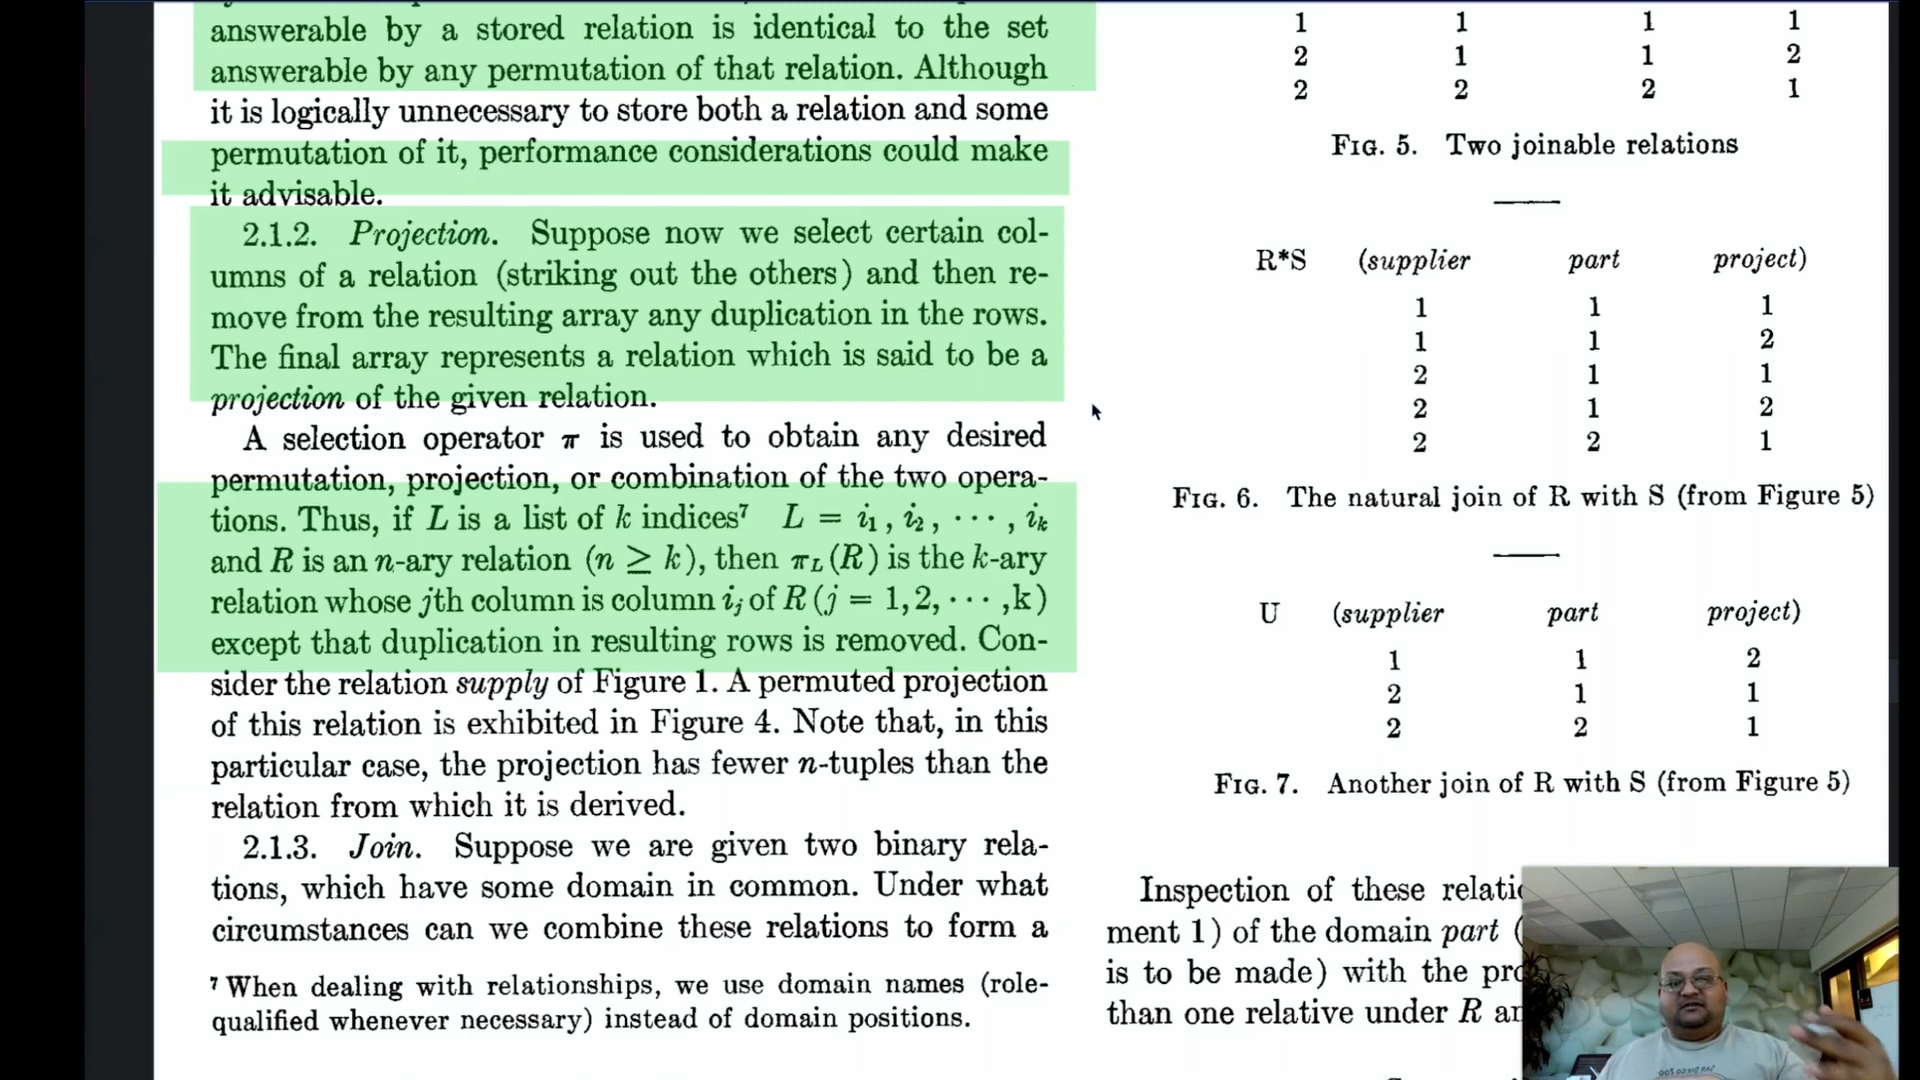 answerable by a stored relation is identical to the set
answerable by any permutation of that relation. Although
it is logically unnecessary to store both a relation and some
permutation of it, performance considerations could make
it advisable.
2.1.2. Projection. Suppose now we select certain col-
umns of a relation (striking out the others) and then re-
move from the resulting array any duplication in the rows.
The final array represents a relation which is said to be a
projection of the given relation.
A selection operator π is used to obtain any desired
permutation, projection, or combination of the two opera-
tions. Thus, if L is a list of k indices⁷ L = i₁, i₂, ⋯, iₖ
and R is an n-ary relation (n ≥ k), then π_L(R) is the k-ary
relation whose jth column is column iⱼ of R (j = 1,2, ⋯ ,k)
except that duplication in resulting rows is removed. Con-
sider the relation supply of Figure 1. A permuted projection
of this relation is exhibited in Figure 4. Note that, in this
particular case, the projection has fewer n-tuples than the
relation from which it is derived.
2.1.3. Join. Suppose we are given two binary rela-
tions, which have some domain in common. Under what
circumstances can we combine these relations to form a
⁷ When dealing with relationships, we use domain names (role-
qualified whenever necessary) instead of domain positions.
1 1 1 1
2 1 1 2
2 2 2 1
FIG. 5. Two joinable relations
R*S (supplier part project)
1 1 1
1 1 2
2 1 1
2 1 2
2 2 1
FIG. 6. The natural join of R with S (from Figure 5)
U (supplier part project)
1 1 2
2 1 1
2 2 1
FIG. 7. Another join of R with S (from Figure 5)
Inspection of these
ment 1) of the domain part (
is to be made) with the
than one relative under R